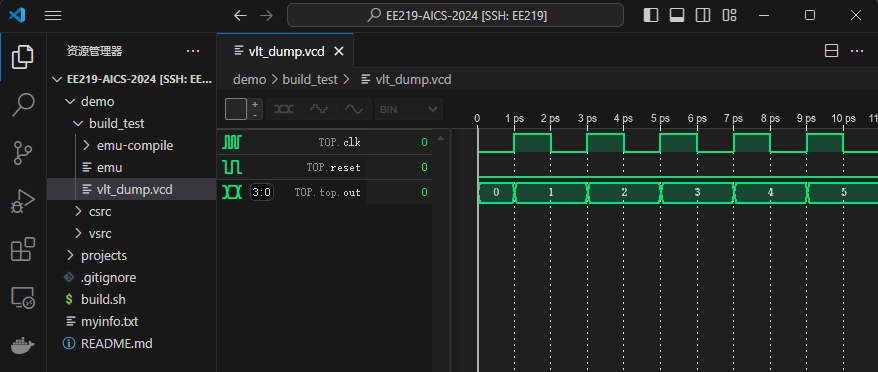 EE219-AICS-2024 [SSH: EE219]
资源管理器
EE219-AICS-2024 [SSH: EE...
demo
build_test
emu-compile
emu
vlt_dump.vcd
csrc
vsrc
projects
.gitignore
build.sh
myinfo.txt
README.md
vlt_dump.vcd
demo > build_test > vlt_dump.vcd
BIN
0 1 ps 2 ps 3 ps 4 ps 5 ps 6 ps 7 ps 8 ps 9 ps 10 ps 11
TOP.clk 0
TOP.reset 0
3:0 TOP.top.out 0
0 1 2 3 4 5